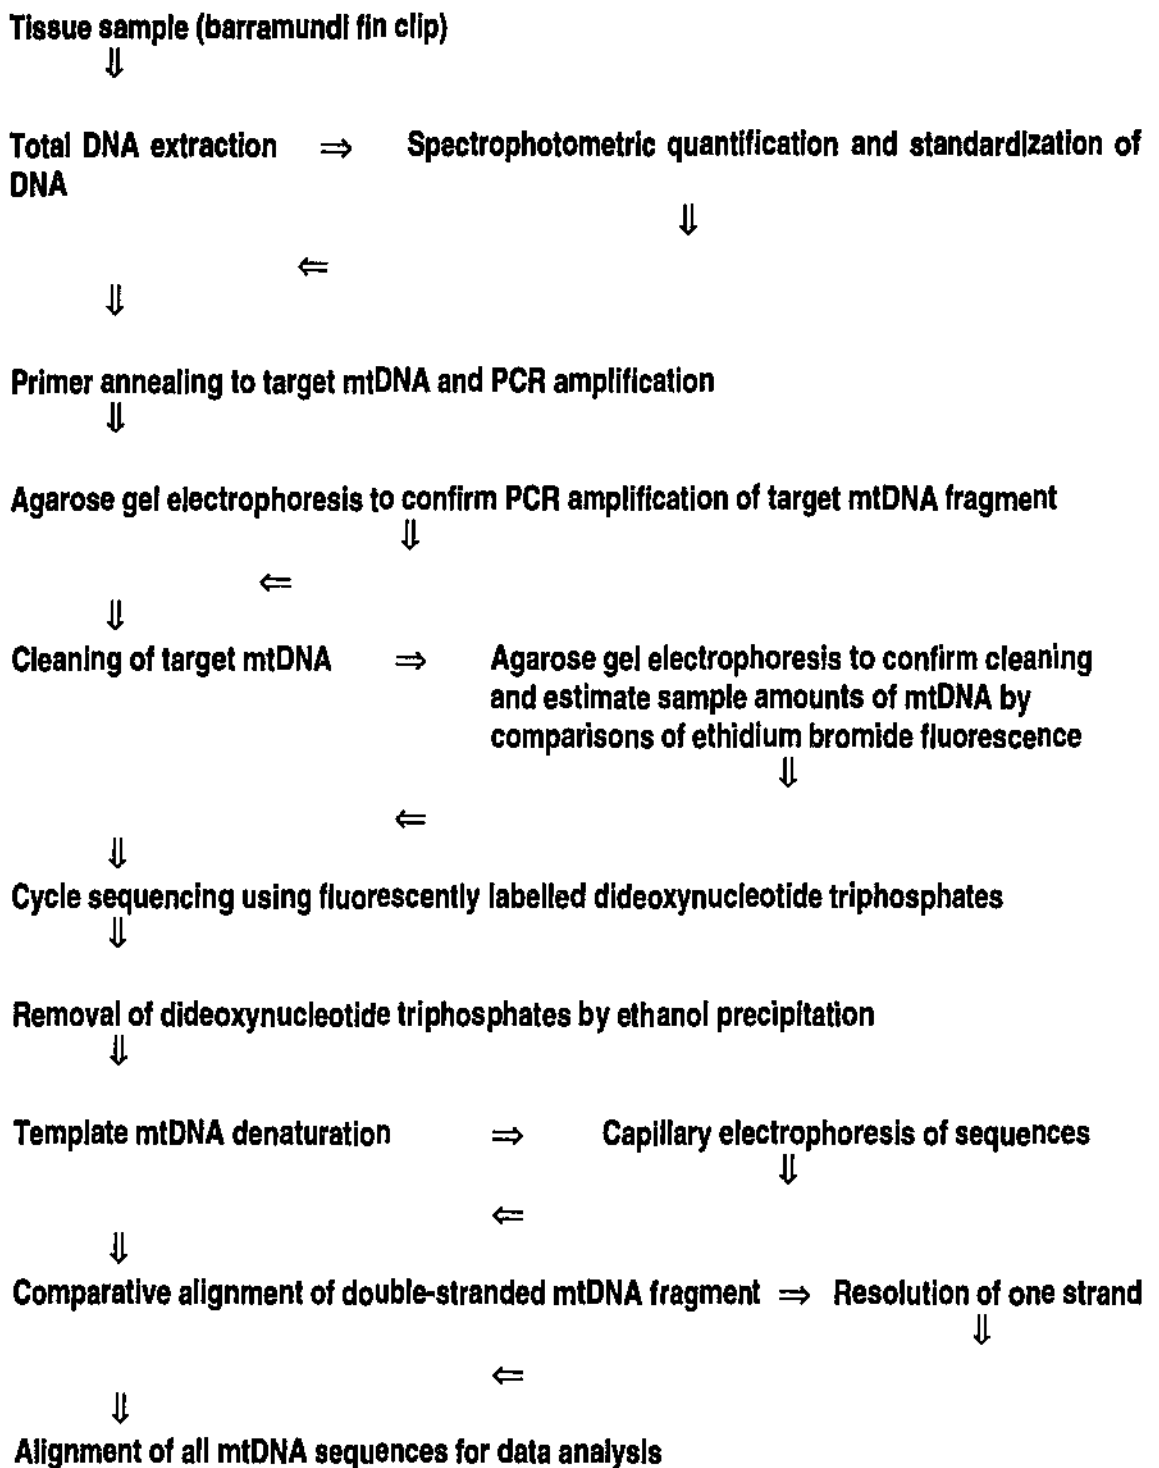 Tissue sample (barramundi fin clip)
⇓
Total DNA extraction ⇒ Spectrophotometric quantification and standardization of
DNA
⇓
⇐
⇓
Primer annealing to target mtDNA and PCR amplification
⇓
Agarose gel electrophoresis to confirm PCR amplification of target mtDNA fragment
⇓
⇐
⇓
Cleaning of target mtDNA ⇒ Agarose gel electrophoresis to confirm cleaning
and estimate sample amounts of mtDNA by
comparisons of ethidium bromide fluorescence
⇓
⇐
⇓
Cycle sequencing using fluorescently labelled dideoxynucleotide triphosphates
⇓
Removal of dideoxynucleotide triphosphates by ethanol precipitation
⇓
Template mtDNA denaturation ⇒ Capillary electrophoresis of sequences
⇓
⇐
⇓
Comparative alignment of double-stranded mtDNA fragment ⇒ Resolution of one strand
⇓
⇐
⇓
Alignment of all mtDNA sequences for data analysis